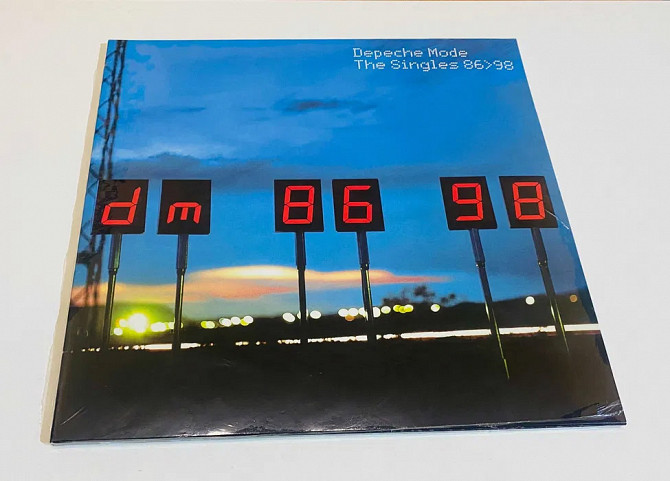 Depeche Mode
The Singles 86>98
dm 86 98